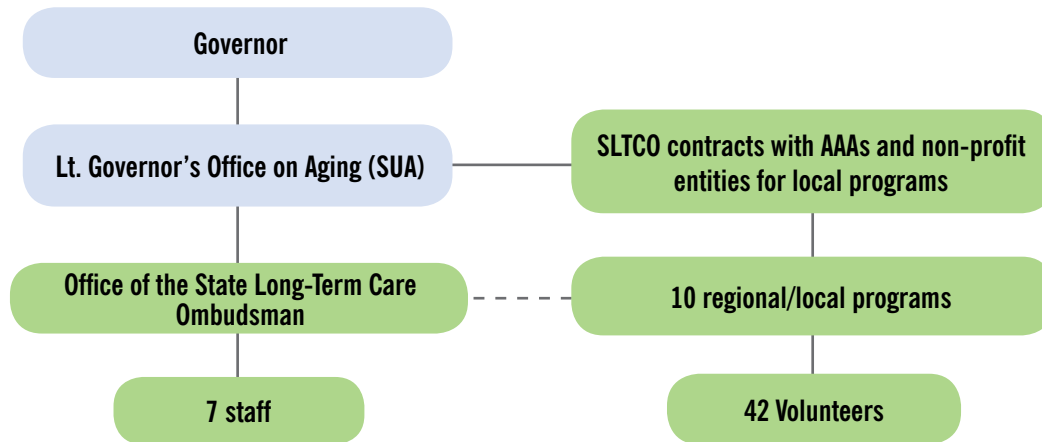 Governor
Lt. Governor's Office on Aging (SUA)
SLTCO contracts with AAAs and non-profit
entities for local programs
Office of the State Long-Term Care
Ombudsman
10 regional/local programs
7 staff
42 Volunteers